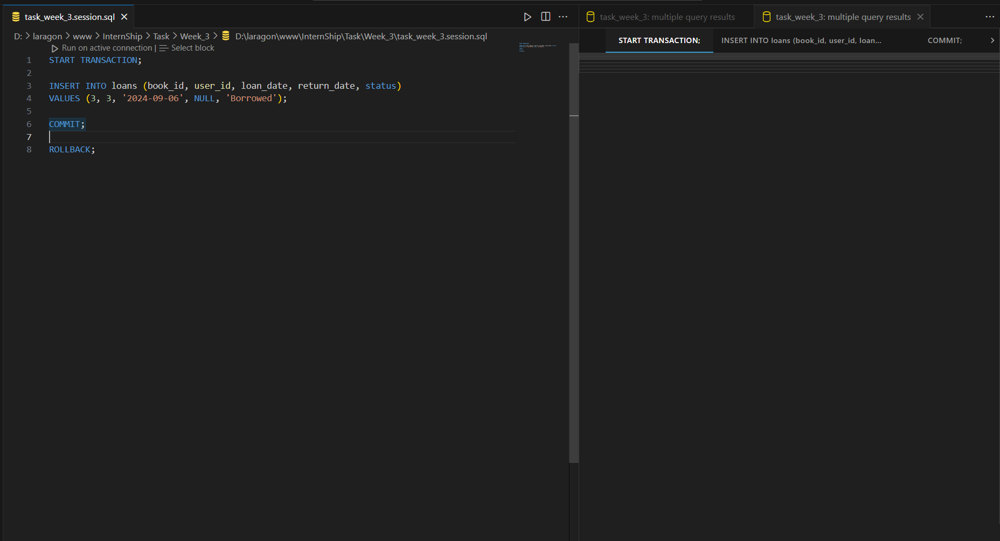 task_week_3.session.sql
task_week_3: multiple query results
task_week_3: multiple query results
D: > laragon > www > InternShip > Task > Week_3 > D:\laragon\www\InternShip\Task\Week_3\task_week_3.session.sql
START TRANSACTION;
INSERT INTO loans (book_id, user_id, loan...
COMMIT;
Run on active connection | Select block
1 START TRANSACTION;
2
3 INSERT INTO loans (book_id, user_id, loan_date, return_date, status)
4 VALUES (3, 3, '2024-09-06', NULL, 'Borrowed');
5
6 COMMIT;
7
8 ROLLBACK;